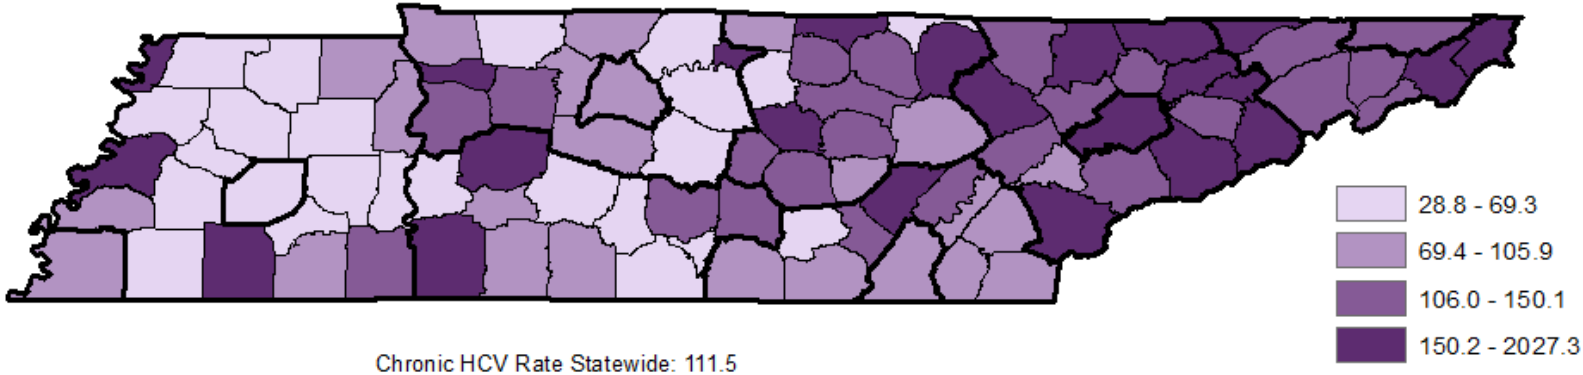 28.8 - 69.3
69.4 - 105.9
106.0 - 150.1
150.2 - 2027.3
Chronic HCV Rate Statewide: 111.5